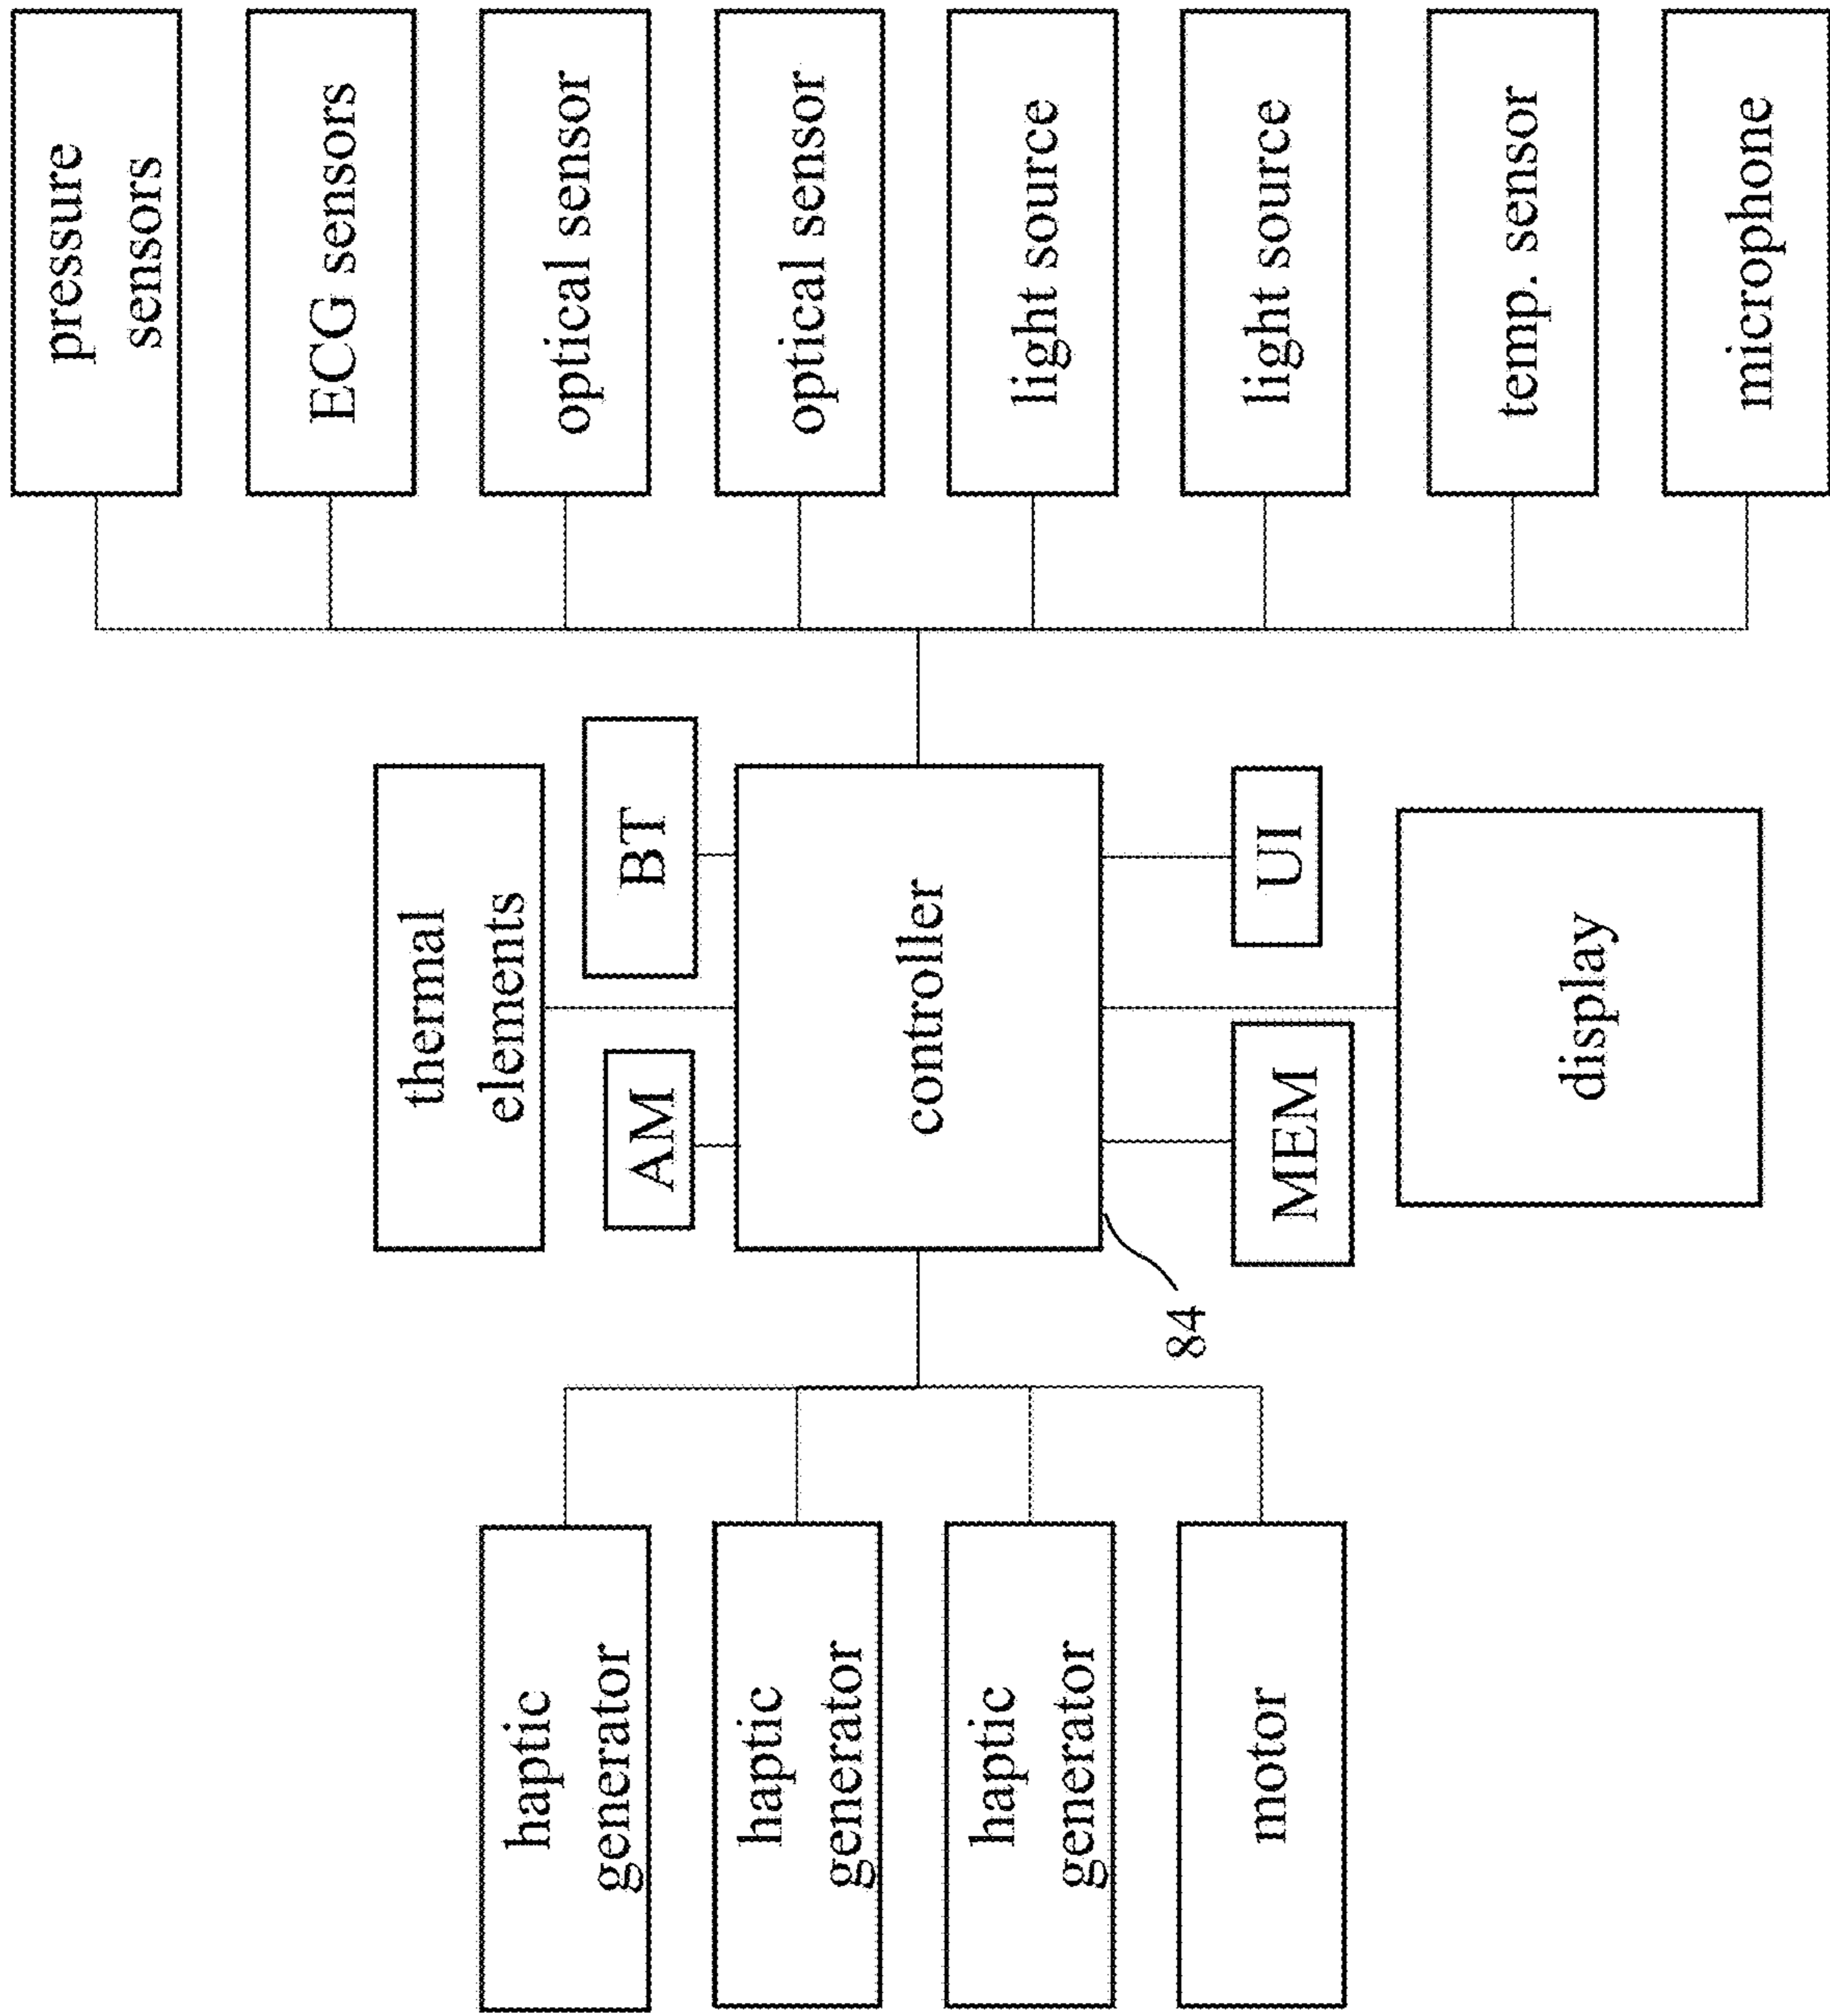 haptic
generator
haptic
generator
haptic
generator
motor
thermal
elements
AM
BT
controller
84
MEM
UI
display
pressure
sensors
ECG sensors
optical sensor
optical sensor
light source
light source
temp. sensor
microphone